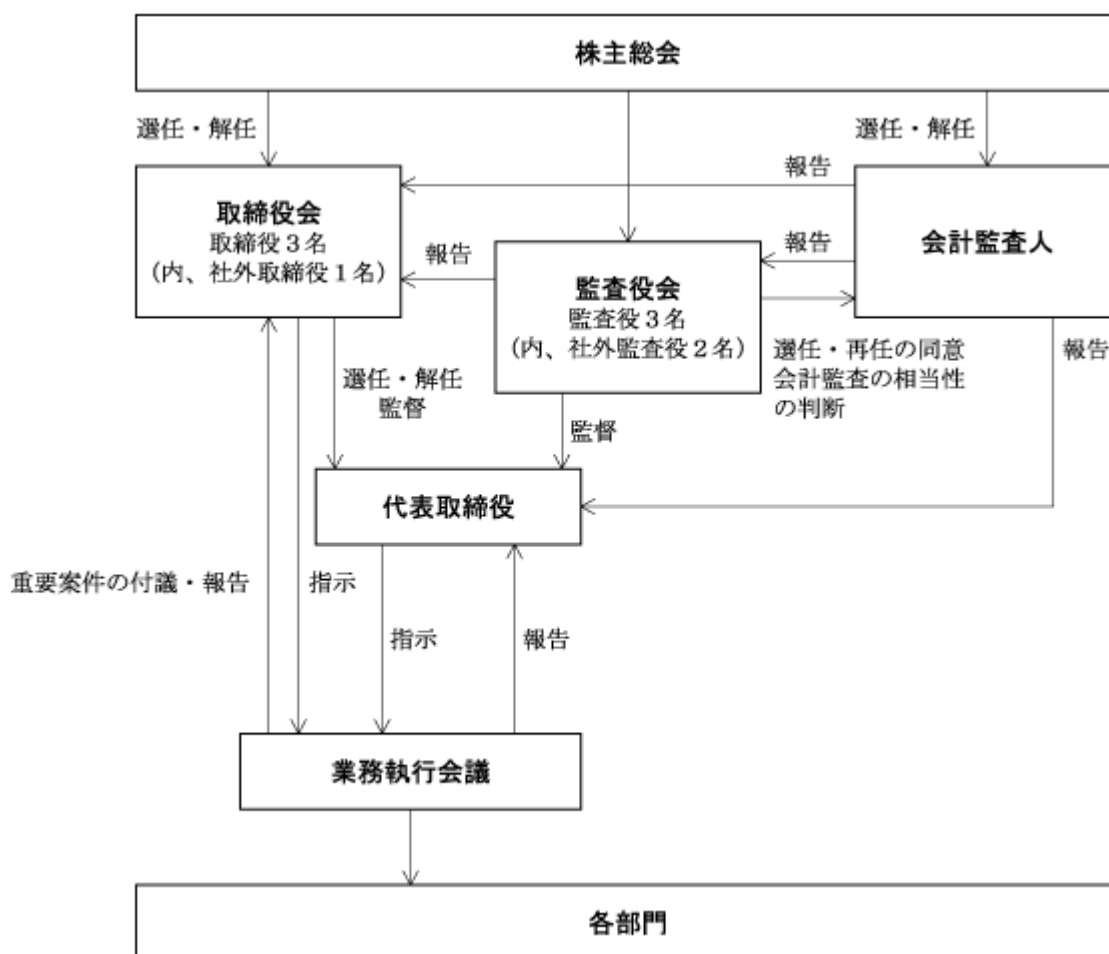 株主総会
選任・解任
選任・解任
報告
取締役会
取締役3名
（内、社外取締役1名）
会計監査人
報告
報告
監査役会
監査役3名
（内、社外監査役2名）
選任・再任の同意
会計監査の相当性
の判断
報告
選任・解任
監督
監督
代表取締役
重要案件の付議・報告
指示
指示
報告
業務執行会議
各部門